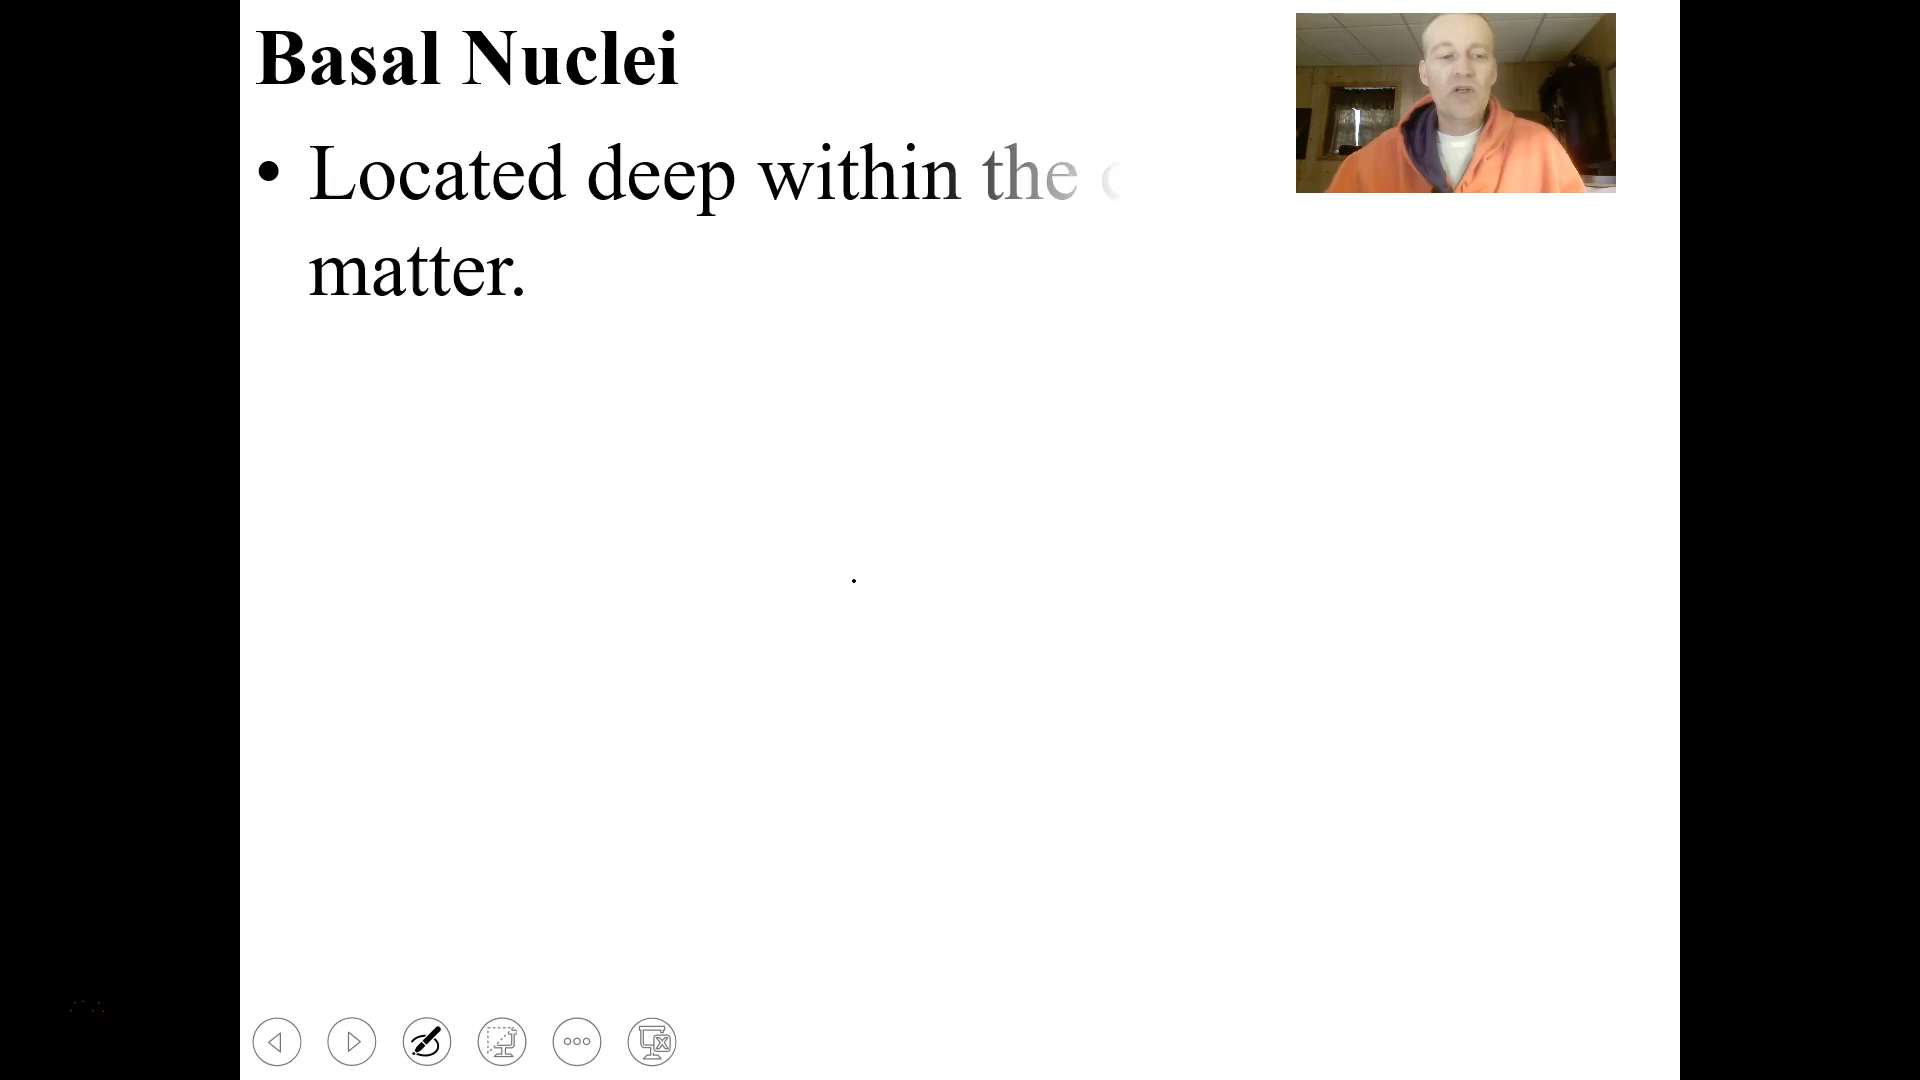 Basal Nuclei
• Located deep within the
matter.